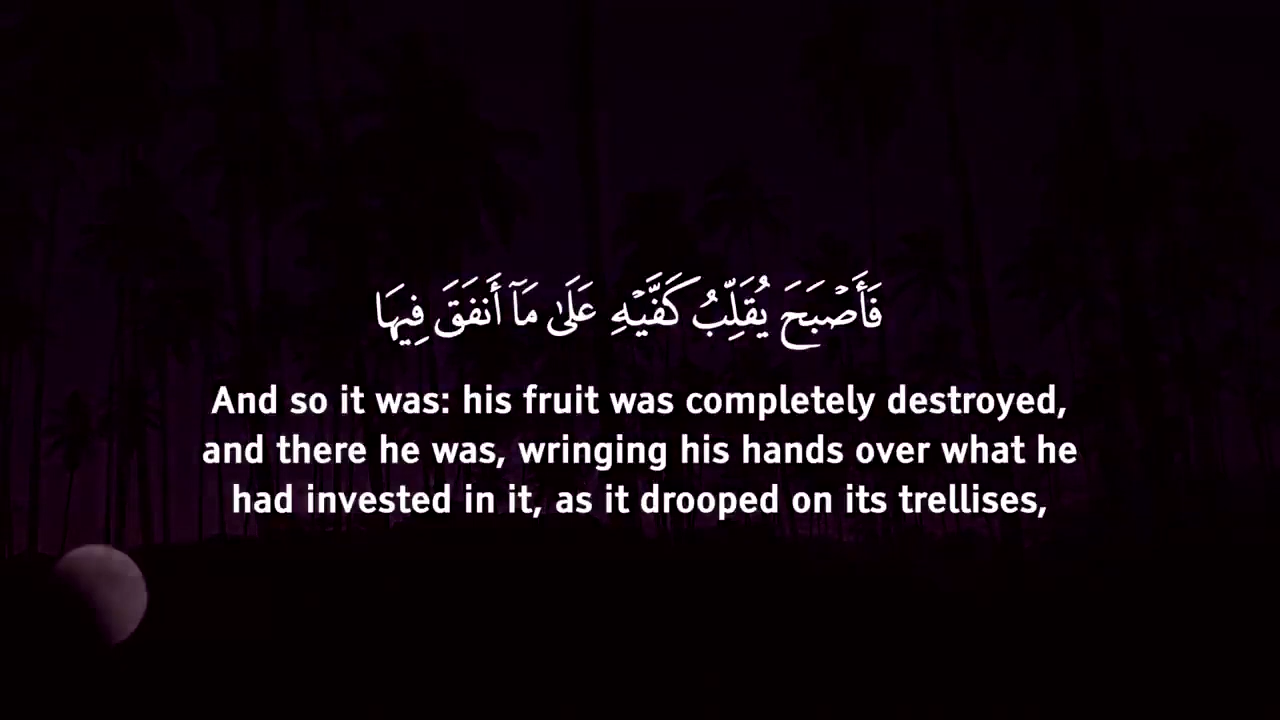 فَأَصۡبَحَ يُقَلِّبُ كَفَّيۡهِ عَلَىٰ مَآ أَنفَقَ فِيهَا
And so it was: his fruit was completely destroyed,
and there he was, wringing his hands over what he
had invested in it, as it drooped on its trellises,